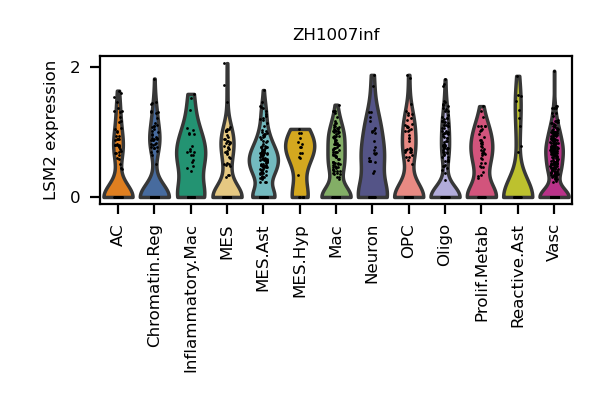 ZH1007inf
LSM2 expression
2
0
AC
Chromatin.Reg
Inflammatory.Mac
MES
MES.Ast
MES.Hyp
Mac
Neuron
OPC
Oligo
Prolif.Metab
Reactive.Ast
Vasc